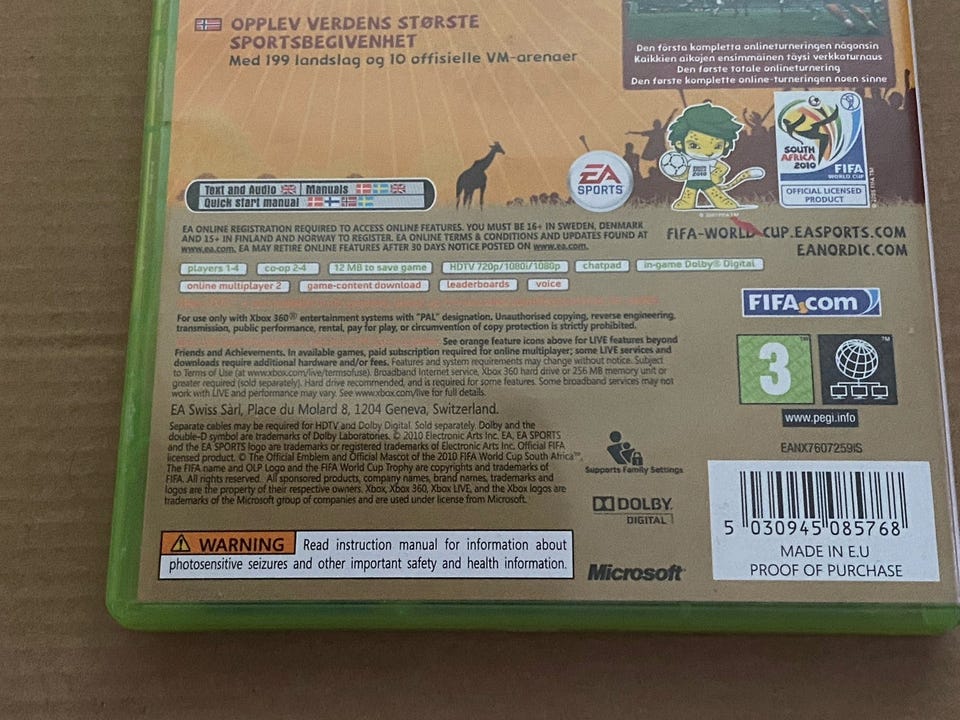 OPPLEV VERDENS STØRSTE
SPORTSBEGIVENHET
Med 199 landslag og 10 offisielle VM-arenaer
Den första kompletta onlineturneringen någonsin
Kaikkien aikojen ensimmäinen täysi verkkoturnaus
Den første totale onlineturnering
Den første komplette online-turneringen noen sinne
SOUTH
AFRICA
2010
FIFA
WORLD CUP
OFFICIAL LICENSED
PRODUCT
EA
SPORTS
Text and Audio
Manuals
Quick start manual
EA ONLINE REGISTRATION REQUIRED TO ACCESS ONLINE FEATURES. YOU MUST BE 16+ IN SWEDEN, DENMARK
AND 15+ IN FINLAND AND NORWAY TO REGISTER. EA ONLINE TERMS & CONDITIONS AND UPDATES FOUND AT
www.ea.com. EA MAY RETIRE ONLINE FEATURES AFTER 30 DAYS NOTICE POSTED ON www.ea.com.
FIFA-WORLD-CUP.EASPORTS.COM
EANORDIC.COM
players 1-4
co-op 2-4
12 MB to save game
HDTV 720p/1080i/1080p
chatpad
in-game Dolby® Digital
online multiplayer 2
game-content download
leaderboards
voice
For use only with Xbox 360® entertainment systems with "PAL" designation. Unauthorised copying, reverse engineering,
transmission, public performance, rental, pay for play, or circumvention of copy protection is strictly prohibited.
See orange feature icons above for LIVE features beyond
Friends and Achievements. In available games, paid subscription required for online multiplayer; some LIVE services and
downloads require additional hardware and/or fees. Features and system requirements may change without notice. Subject
to Terms of Use (at www.xbox.com/live/termsofuse). Broadband Internet service, Xbox 360 hard drive or 256 MB memory unit or
greater required (sold separately). Hard drive recommended, and is required for some features. Some broadband services may not
work with LIVE and performance may vary. See www.xbox.com/live for full details.
EA Swiss Sàrl, Place du Molard 8, 1204 Geneva, Switzerland.
Separate cables may be required for HDTV and Dolby Digital. Sold separately. Dolby and the
double-D symbol are trademarks of Dolby Laboratories. © 2010 Electronic Arts Inc. EA, EA SPORTS
and the EA SPORTS logo are trademarks or registered trademarks of Electronic Arts Inc. Official FIFA
licensed product. © The Official Emblem and Official Mascot of the 2010 FIFA World Cup South Africa™,
The FIFA name and OLP Logo and the FIFA World Cup Trophy are copyrights and trademarks of
FIFA. All rights reserved. All sponsored products, company names, brand names, trademarks and
logos are the property of their respective owners. Xbox, Xbox 360, Xbox LIVE, and the Xbox logos are
trademarks of the Microsoft group of companies and are used under license from Microsoft.
FIFA.com
3
www.pegi.info
EANX7607259IS
Supports Family Settings
DOLBY
DIGITAL
5 030945 085768
MADE IN E.U
PROOF OF PURCHASE
WARNING Read instruction manual for information about
photosensitive seizures and other important safety and health information.
Microsoft